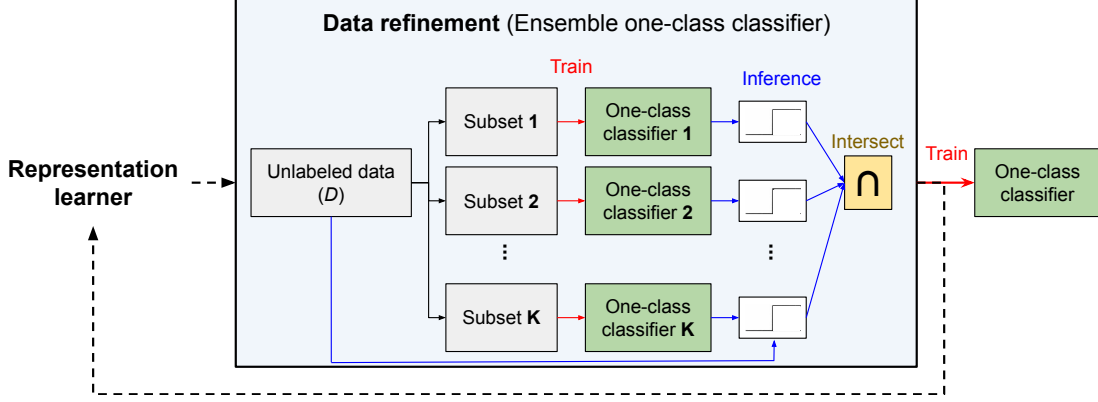 Data refinement (Ensemble one-class classifier)
Train
Inference
Subset 1
One-class
classifier 1
Intersect
∩
Train
Representation
learner
Unlabeled data
(D)
Subset 2
One-class
classifier 2
One-class
classifier
⋮
⋮
Subset K
One-class
classifier K